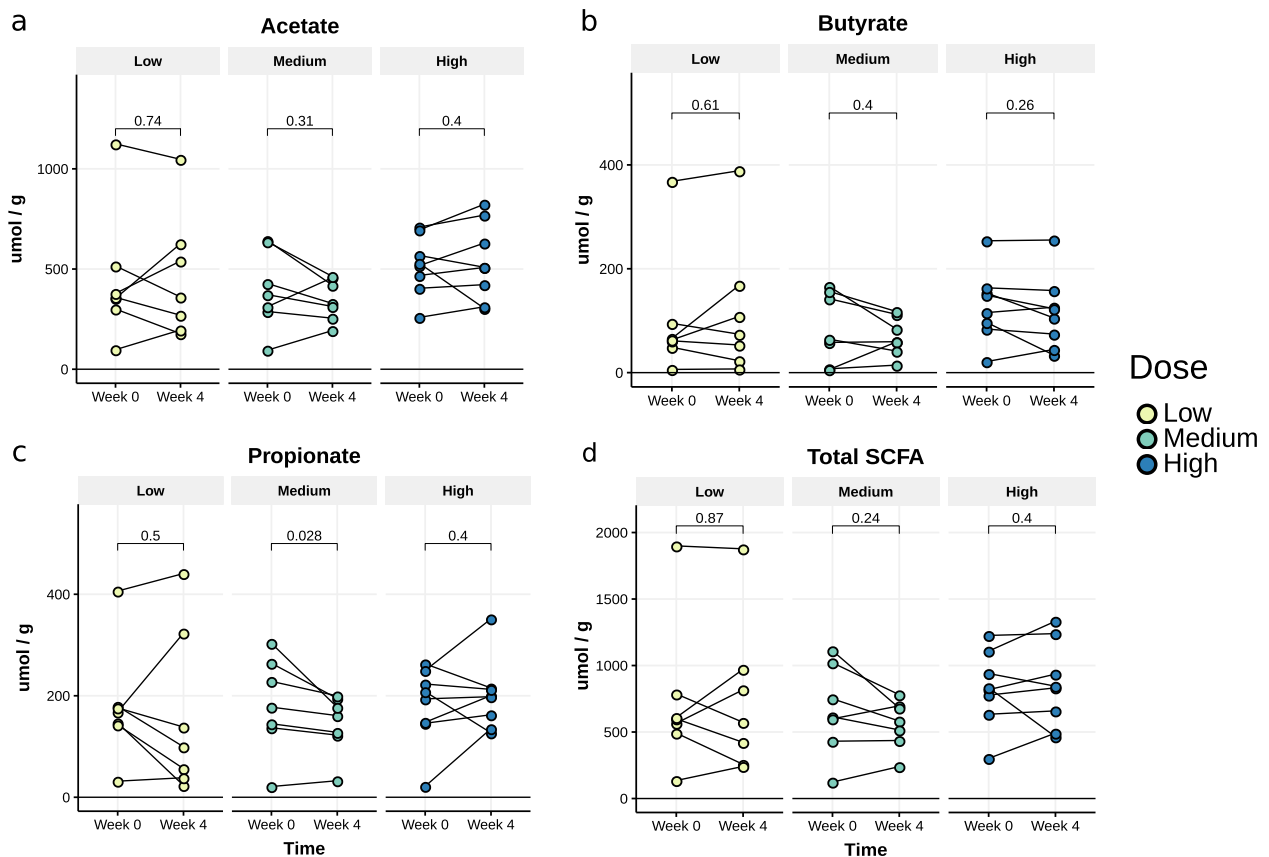 a
Acetate
Low Medium High
0.74 0.31 0.4
1000
500
0
umol / g
Week 0 Week 4 Week 0 Week 4 Week 0 Week 4
b
Butyrate
Low Medium High
0.61 0.4 0.26
400
200
0
umol / g
Week 0 Week 4 Week 0 Week 4 Week 0 Week 4
Dose
Low
Medium
High
c
Propionate
Low Medium High
0.5 0.028 0.4
400
200
0
umol / g
Week 0 Week 4 Week 0 Week 4 Week 0 Week 4
Time
d
Total SCFA
Low Medium High
0.87 0.24 0.4
2000
1500
1000
500
0
umol / g
Week 0 Week 4 Week 0 Week 4 Week 0 Week 4
Time